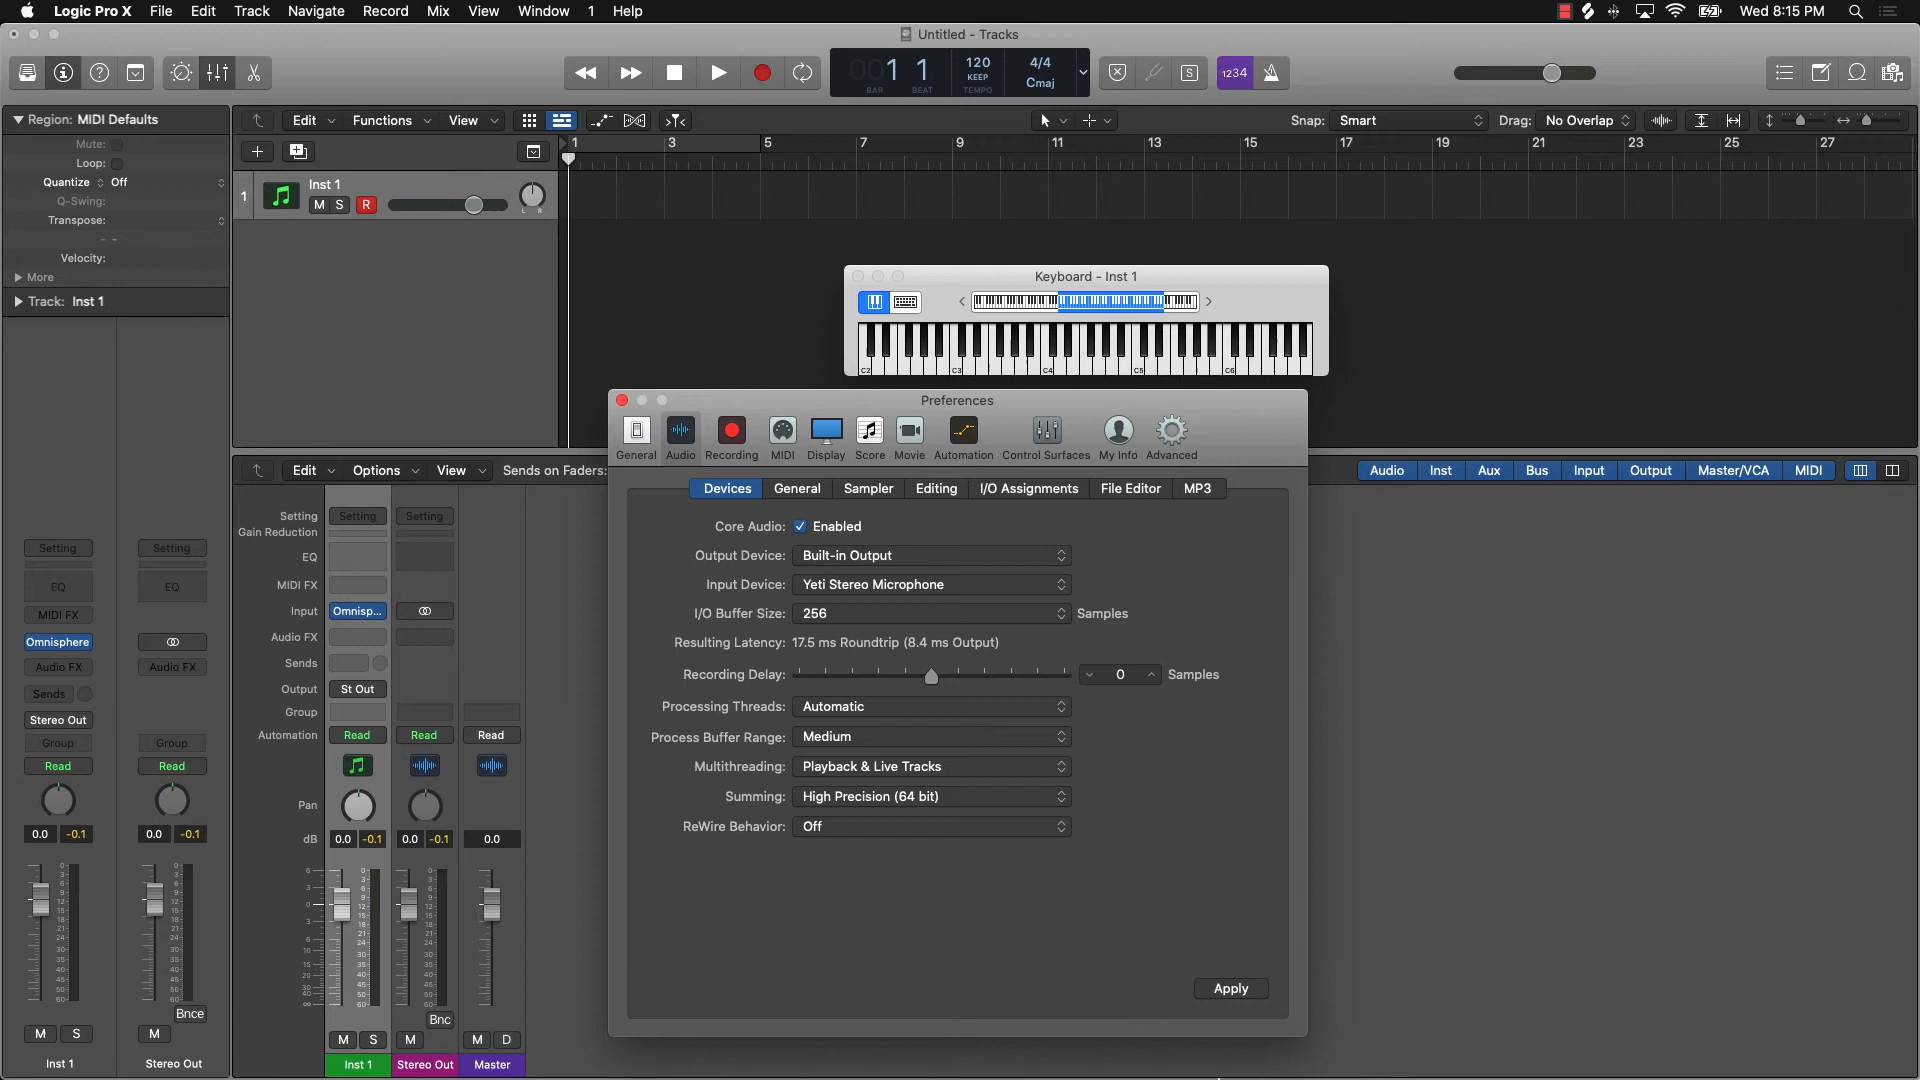 Logic Pro X File Edit Track Navigate Record Mix View Window 1 Help Wed 8:15 PM
Untitled - Tracks
1 1 120 4/4
KEEP Cmaj
BAR BEAT TEMPO
1234
S
Region: MIDI Defaults
Mute:
Loop:
Quantize Off
Q-Swing:
Transpose:
- -
Velocity:
More
Track: Inst 1
Edit Functions View Snap: Smart Drag: No Overlap
1 3 5 7 9 11 13 15 17 19 21 23 25 27
1 Inst 1
M S R
L R
Keyboard - Inst 1
C2 C3 C4 C5 C6
Edit Options View Sends on Faders:
Audio Inst Aux Bus Input Output Master/VCA MIDI
Preferences
General Audio Recording MIDI Display Score Movie Automation Control Surfaces My Info Advanced
Devices General Sampler Editing I/O Assignments File Editor MP3
Core Audio: Enabled
Output Device: Built-in Output
Input Device: Yeti Stereo Microphone
I/O Buffer Size: 256 Samples
Resulting Latency: 17.5 ms Roundtrip (8.4 ms Output)
Recording Delay: 0 Samples
Processing Threads: Automatic
Process Buffer Range: Medium
Multithreading: Playback & Live Tracks
Summing: High Precision (64 bit)
ReWire Behavior: Off
Apply
Setting Setting
EQ EQ
MIDI FX
Omnisphere
Audio FX Audio FX
Sends
Stereo Out
Group Group
Read Read
0.0 -0.1 0.0 -0.1
Bnce
M S M
Inst 1 Stereo Out
Setting Setting Setting
Gain Reduction
EQ
MIDI FX
Input Omnisp...
Audio FX
Sends
Output St Out
Group
Automation Read Read Read
Pan
dB 0.0 -0.1 0.0 -0.1 0.0
Bnc
M S M M D
Inst 1 Stereo Out Master